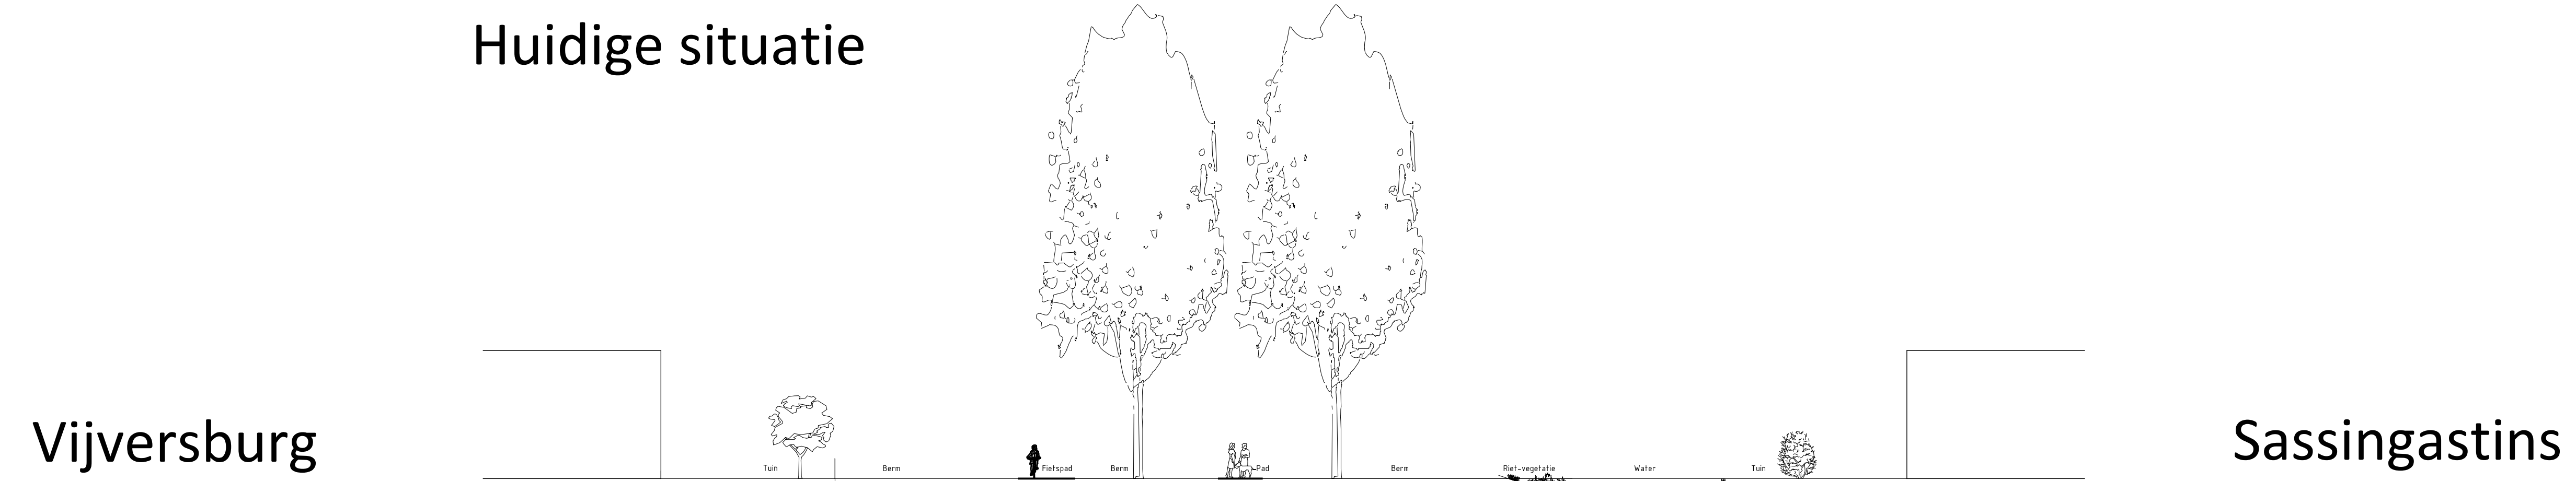 Huidige situatie
Vijversburg
Sassingastins
Tuin
Berm
Fietspad
Berm
Pad
Berm
Riet-vegetatie
Water
Tuin